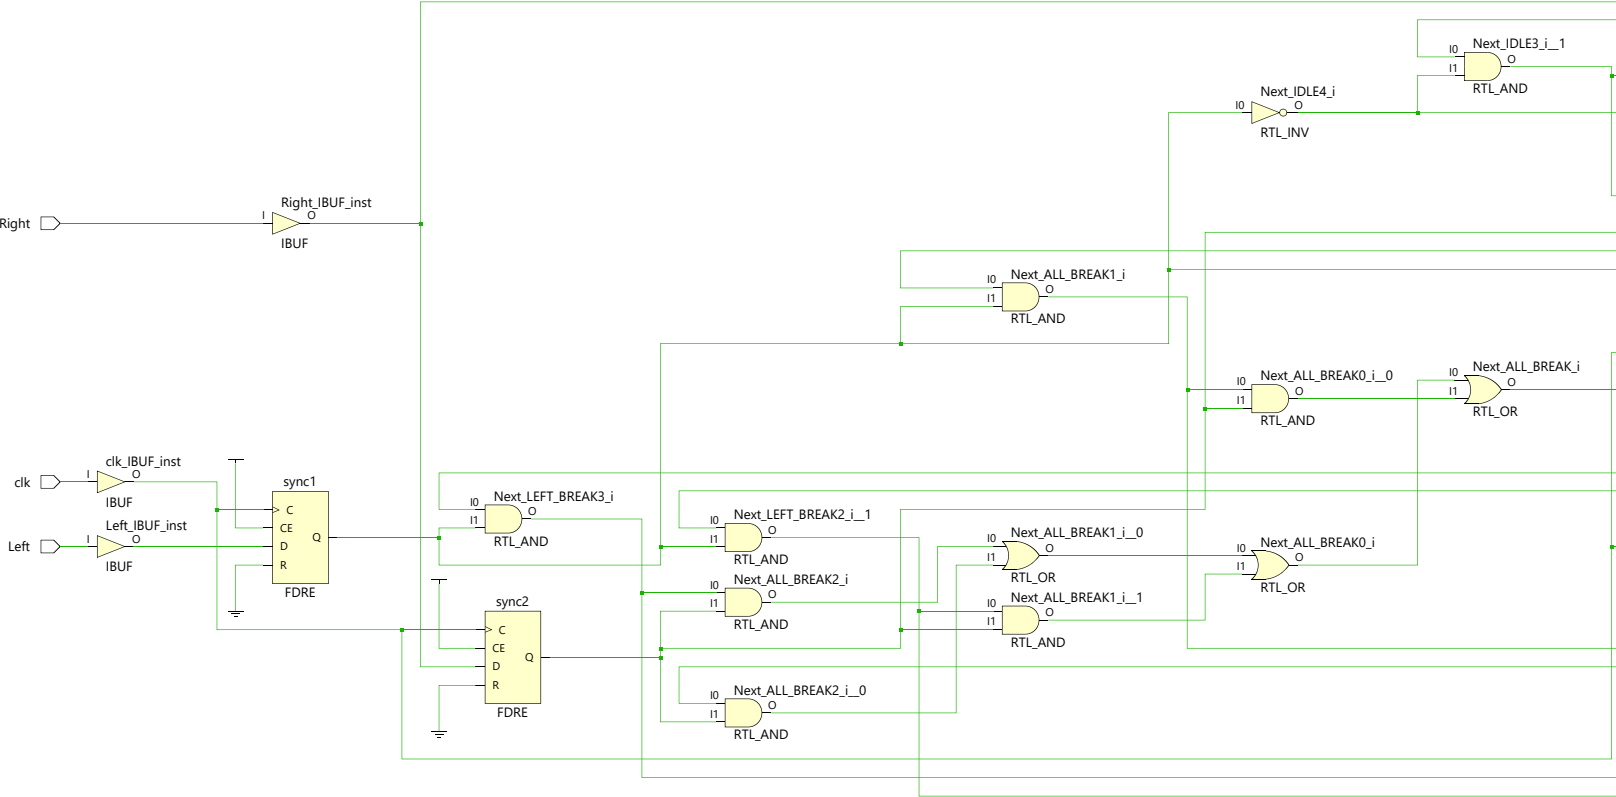 Next_IDLE3_i__1
I0
O
I1
RTL_AND
Next_IDLE4_i
I0
O
RTL_INV
Right_IBUF_inst
Right
I
O
IBUF
Next_ALL_BREAK1_i
I0
O
I1
RTL_AND
Next_ALL_BREAK0_i__0
I0
O
I1
RTL_AND
Next_ALL_BREAK_i
I0
O
I1
RTL_OR
clk_IBUF_inst
clk
I
O
IBUF
Left_IBUF_inst
Left
I
O
IBUF
sync1
C
CE
D
Q
R
FDRE
Next_LEFT_BREAK3_i
I0
O
I1
RTL_AND
Next_LEFT_BREAK2_i__1
I0
O
I1
RTL_AND
Next_ALL_BREAK2_i
I0
O
I1
RTL_AND
Next_ALL_BREAK1_i__0
I0
O
I1
RTL_OR
Next_ALL_BREAK0_i
I0
O
I1
RTL_OR
Next_ALL_BREAK1_i__1
I0
O
I1
RTL_AND
sync2
C
CE
D
Q
R
FDRE
Next_ALL_BREAK2_i__0
I0
O
I1
RTL_AND